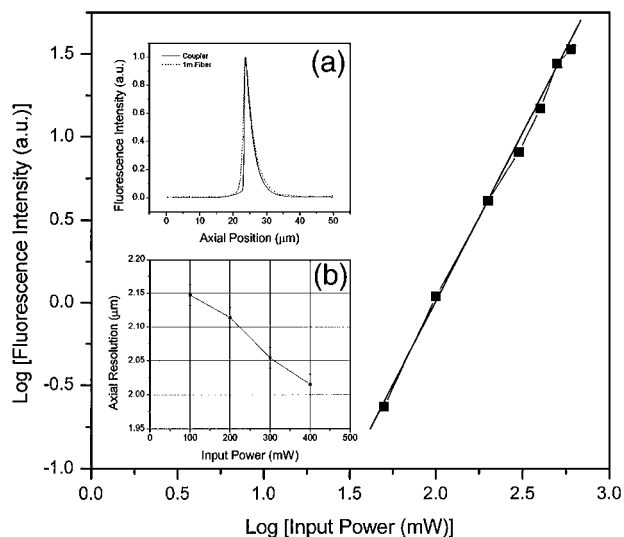 Log [Fluorescence Intensity (a.u.)]
1.5
1.0
0.5
0.0
-0.5
-1.0
0.0 0.5 1.0 1.5 2.0 2.5 3.0
Log [Input Power (mW)]
(a)
Coupler
1m Fiber
Fluorescence Intensity (a.u.)
1.0
0.8
0.6
0.4
0.2
0.0
0 10 20 30 40 50
Axial Position (μm)
(b)
Axial Resolution (μm)
2.20
2.15
2.10
2.05
2.00
1.95
0 100 200 300 400 500
Input Power (mW)